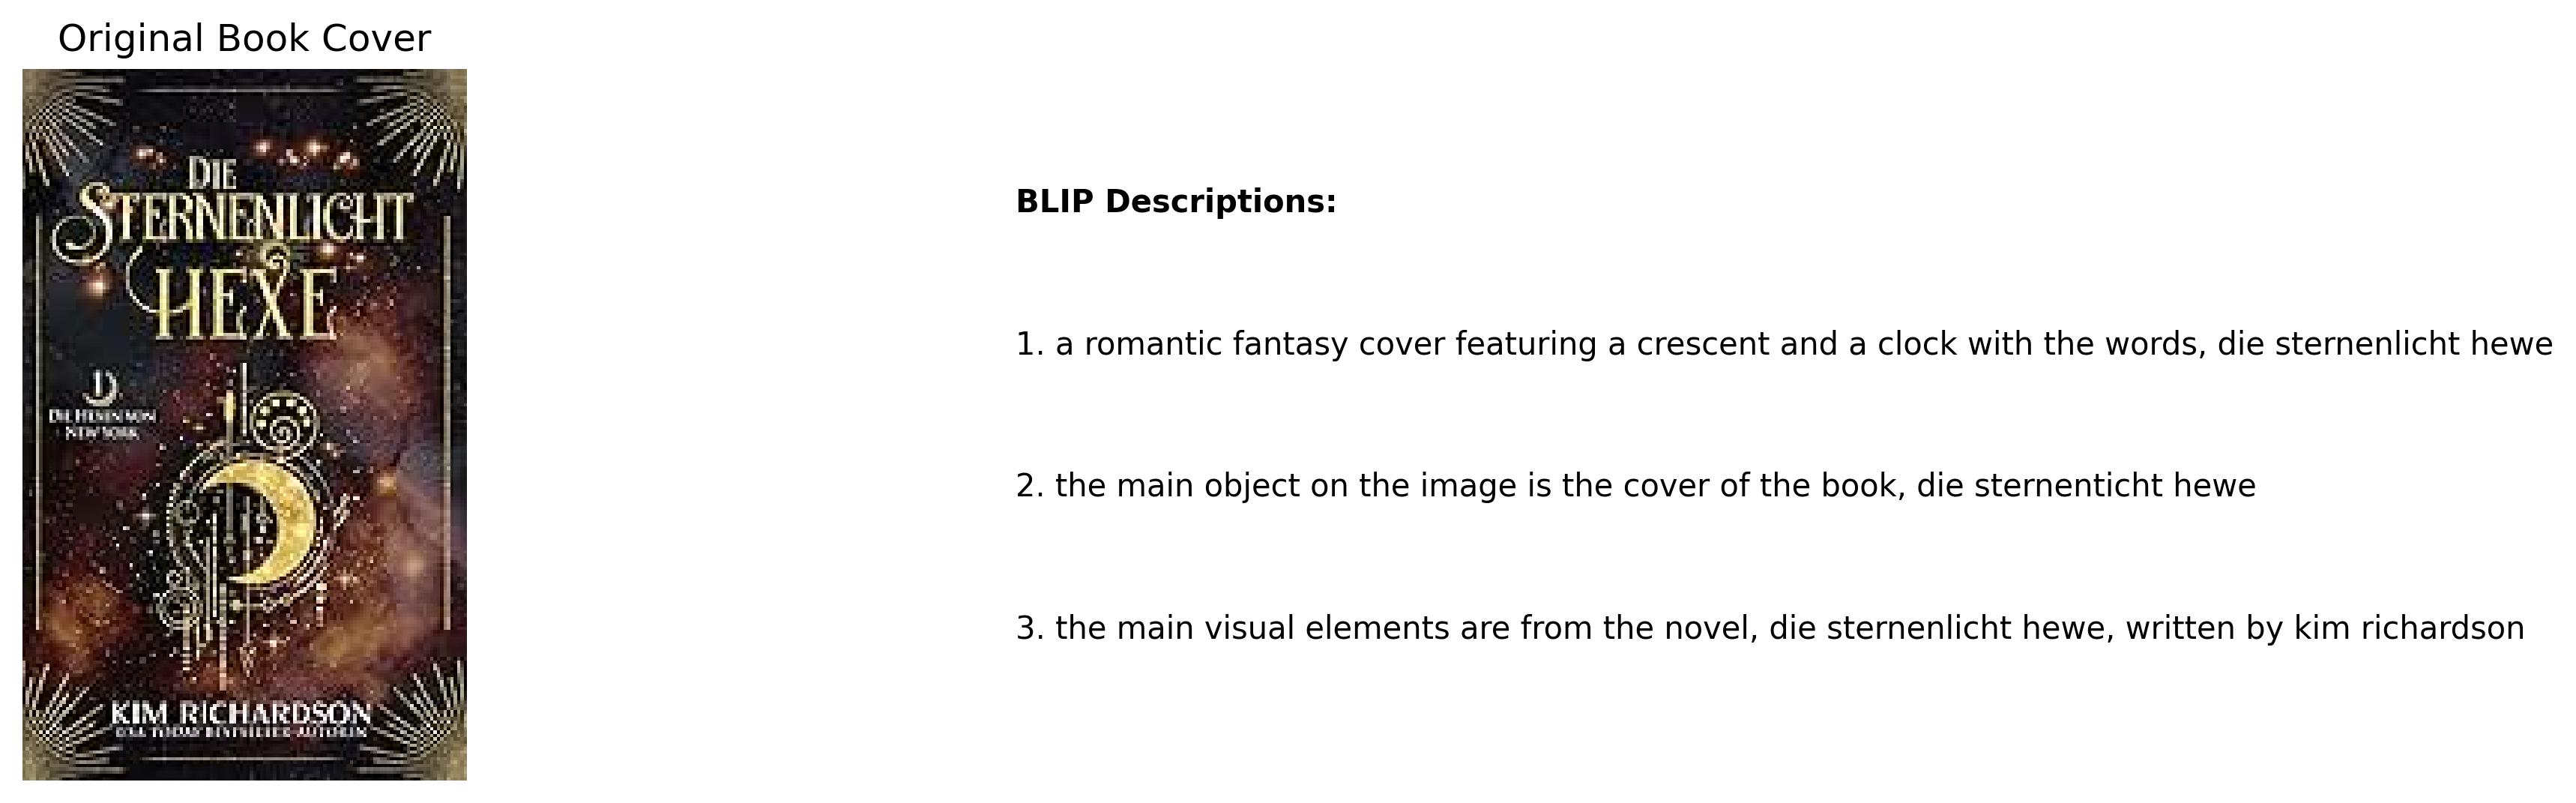 Original Book Cover
DIE
STERNENLICHT
HEXE
DIE HEXEN VON
NEW YORK
KIM RICHARDSON
USA TODAY BESTSELLER-AUTORIN
BLIP Descriptions:
1. a romantic fantasy cover featuring a crescent and a clock with the words, die sternenlicht hewe
2. the main object on the image is the cover of the book, die sternenticht hewe
3. the main visual elements are from the novel, die sternenlicht hewe, written by kim richardson